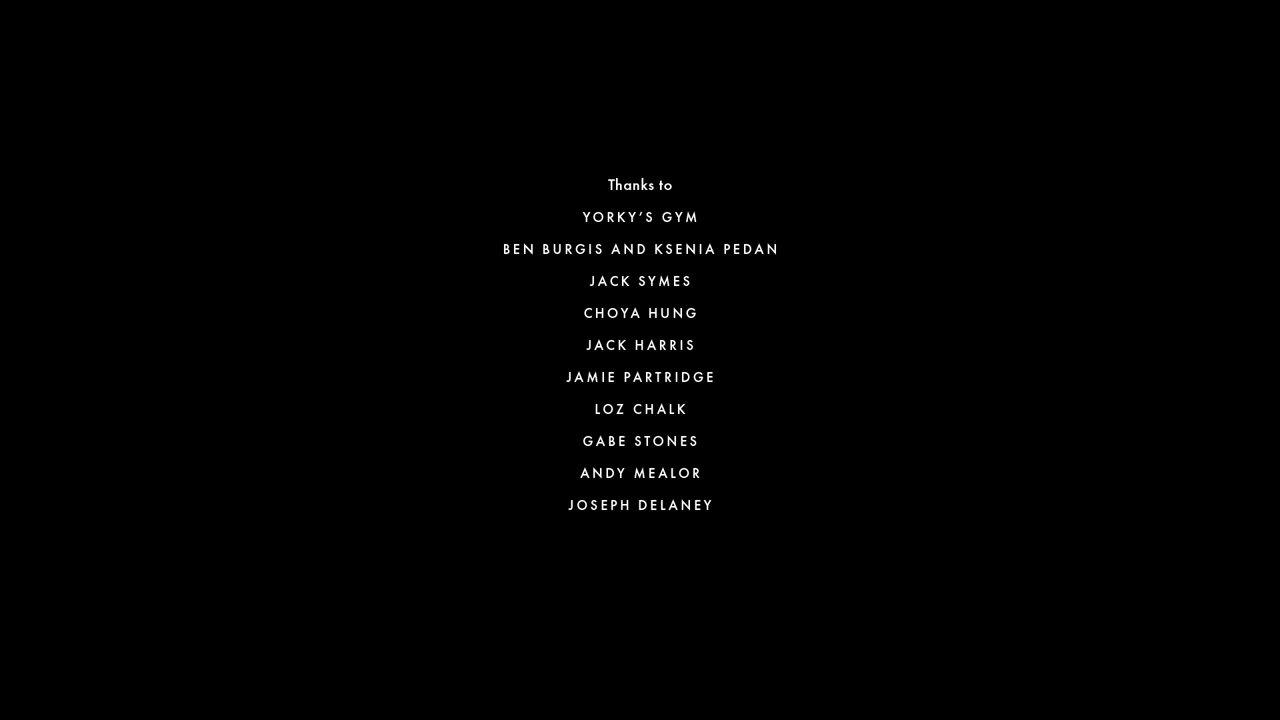 Thanks to
YORKY’S GYM
BEN BURGIS AND KSENIA PEDAN
JACK SYMES
CHOYA HUNG
JACK HARRIS
JAMIE PARTRIDGE
LOZ CHALK
GABE STONES
ANDY MEALOR
JOSEPH DELANEY